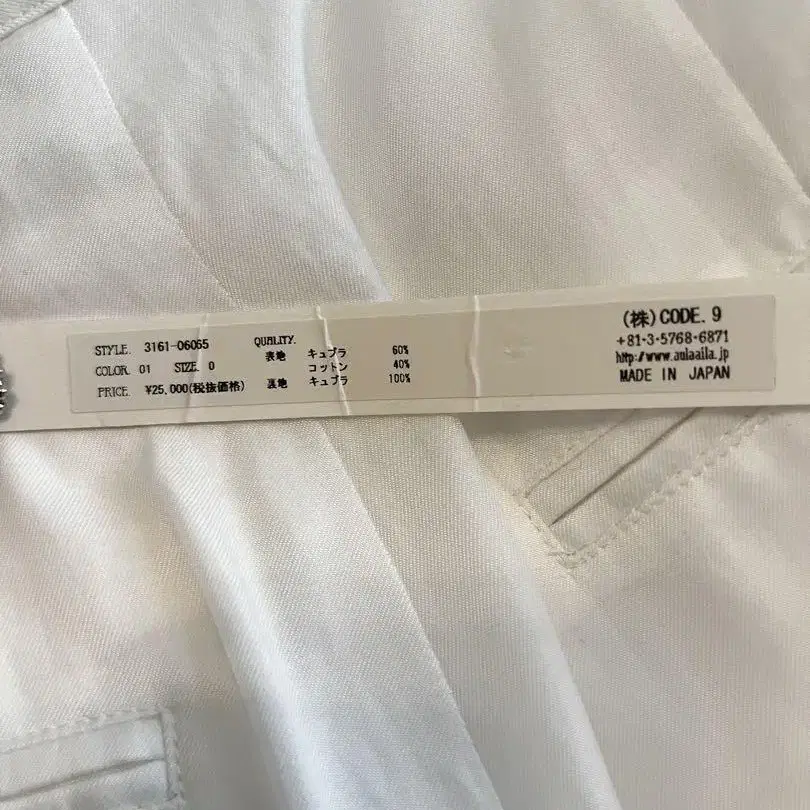 STYLE. 3161-06065
COLOR. 01 SIZE. 0
PRICE. ¥25,000(税抜価格)
QUALITY.
表地 キュプラ 60%
コットン 40%
裏地 キュプラ 100%
(株)CODE.9
+81-3-5768-6871
http://www.aulaaila.jp
MADE IN JAPAN